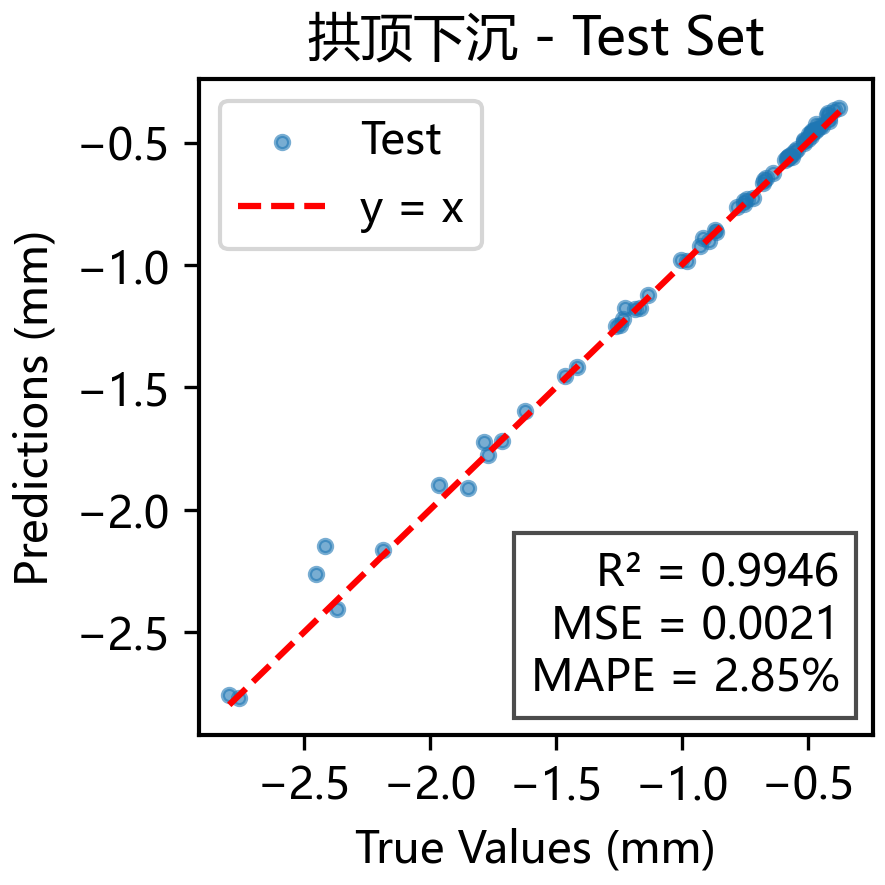 拱顶下沉 - Test Set
Test
y = x
Predictions (mm)
−0.5
−1.0
−1.5
−2.0
−2.5
R² = 0.9946
MSE = 0.0021
MAPE = 2.85%
−2.5 −2.0 −1.5 −1.0 −0.5
True Values (mm)